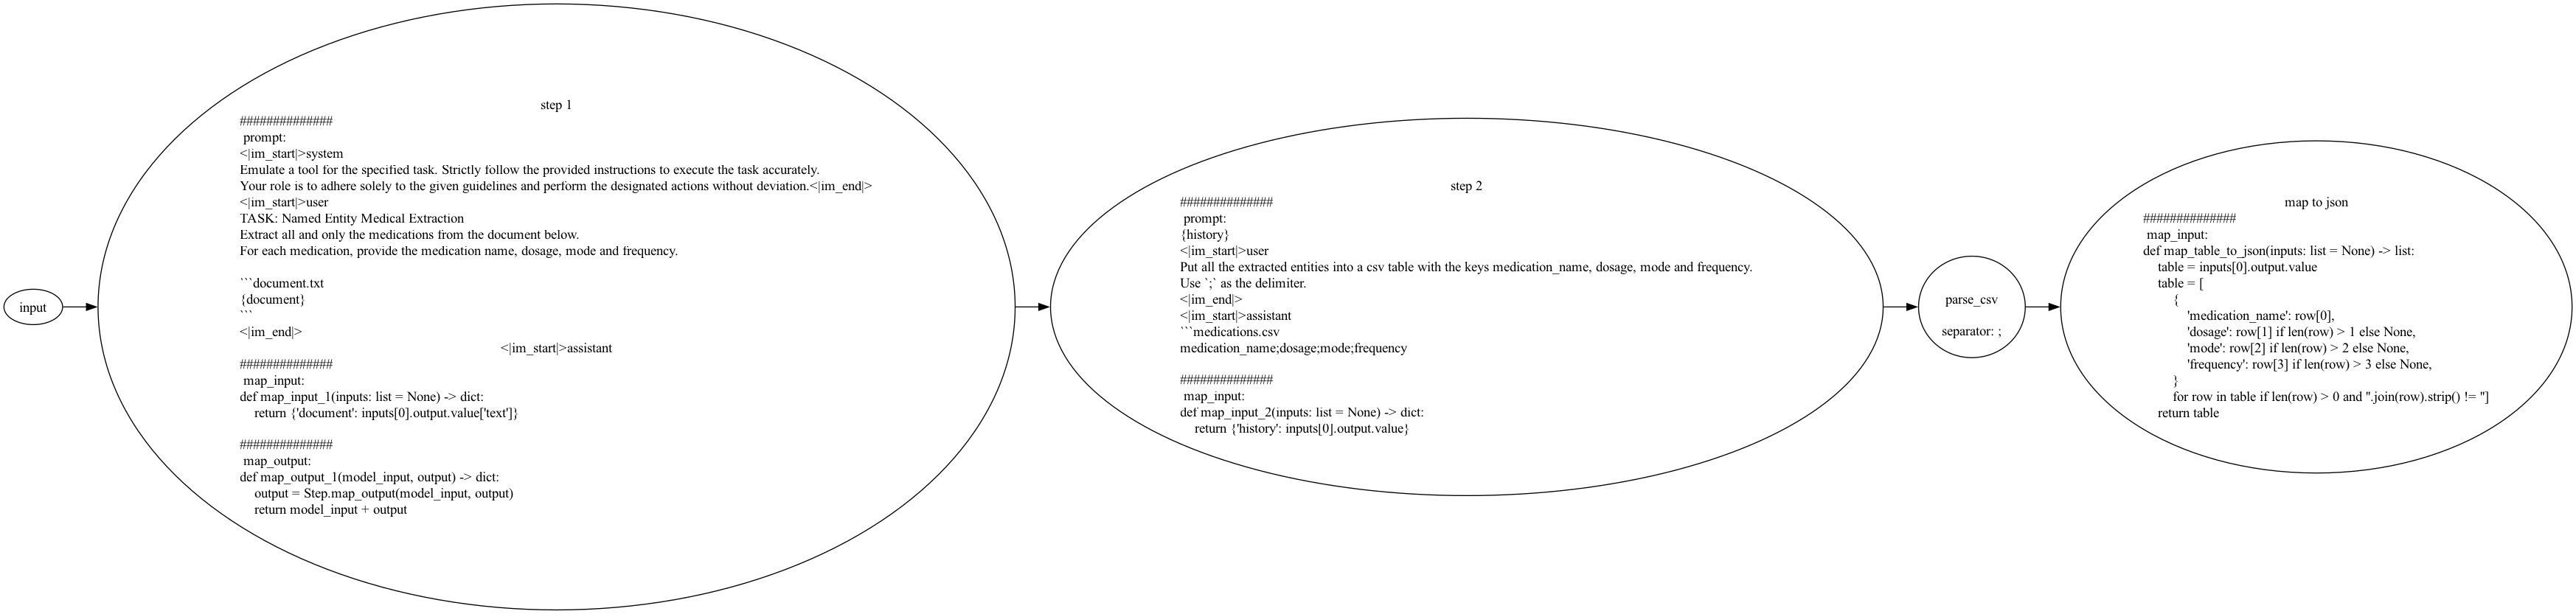 input
step 1
##############
prompt:
<|im_start|>system
Emulate a tool for the specified task. Strictly follow the provided instructions to execute the task accurately.
Your role is to adhere solely to the given guidelines and perform the designated actions without deviation.<|im_end|>
<|im_start|>user
TASK: Named Entity Medical Extraction
Extract all and only the medications from the document below.
For each medication, provide the medication name, dosage, mode and frequency.
```document.txt
{document}
```
<|im_end|>
<|im_start|>assistant
##############
map_input:
def map_input_1(inputs: list = None) -> dict:
return {'document': inputs[0].output.value['text']}
##############
map_output:
def map_output_1(model_input, output) -> dict:
output = Step.map_output(model_input, output)
return model_input + output
step 2
##############
prompt:
{history}
<|im_start|>user
Put all the extracted entities into a csv table with the keys medication_name, dosage, mode and frequency.
Use `;` as the delimiter.
<|im_end|>
<|im_start|>assistant
```medications.csv
medication_name;dosage;mode;frequency
##############
map_input:
def map_input_2(inputs: list = None) -> dict:
return {'history': inputs[0].output.value}
parse_csv
separator: ;
map to json
##############
map_input:
def map_table_to_json(inputs: list = None) -> list:
table = inputs[0].output.value
table = [
{
'medication_name': row[0],
'dosage': row[1] if len(row) > 1 else None,
'mode': row[2] if len(row) > 2 else None,
'frequency': row[3] if len(row) > 3 else None,
}
for row in table if len(row) > 0 and ''.join(row).strip() != '']
return table